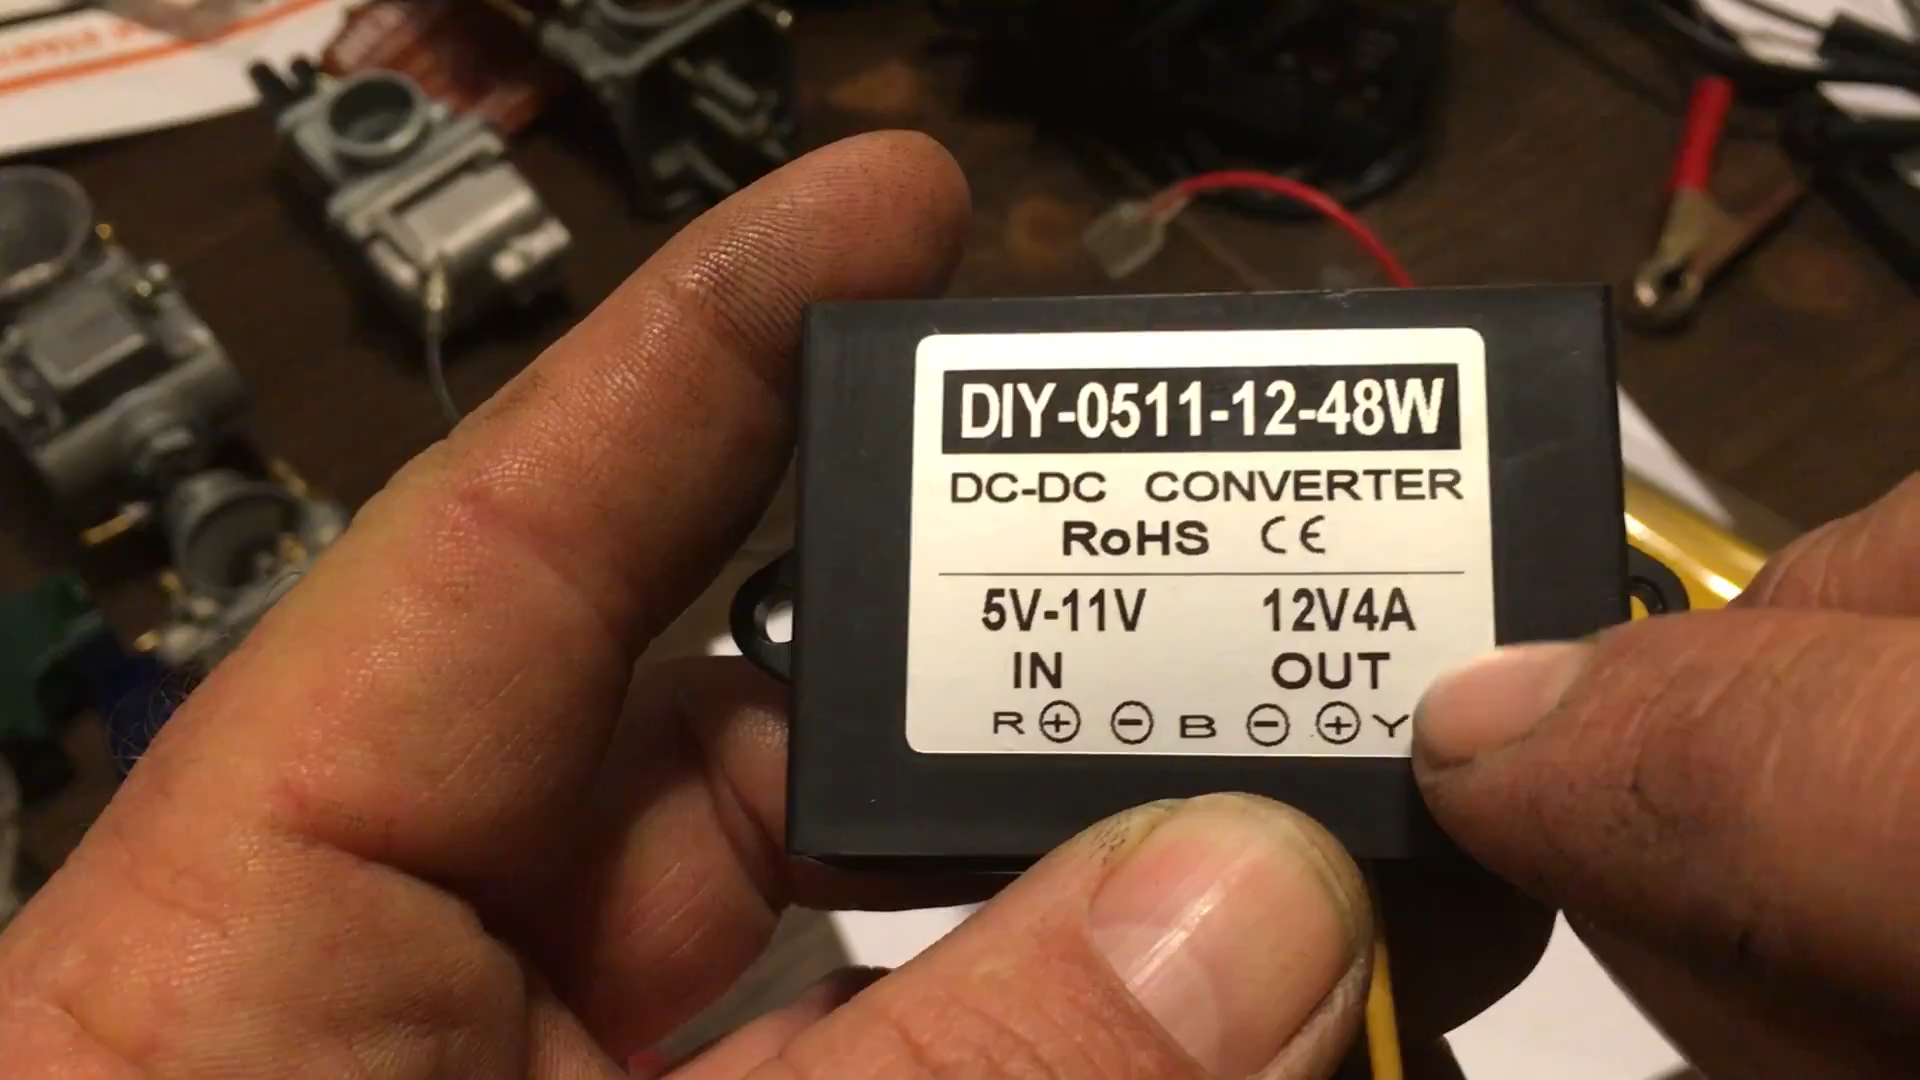 DIY-0511-12-48W
DC-DC CONVERTER
RoHS CE
5V-11V 12V4A
IN OUT
R ⊕ ⊖ B ⊖ ⊕ Y